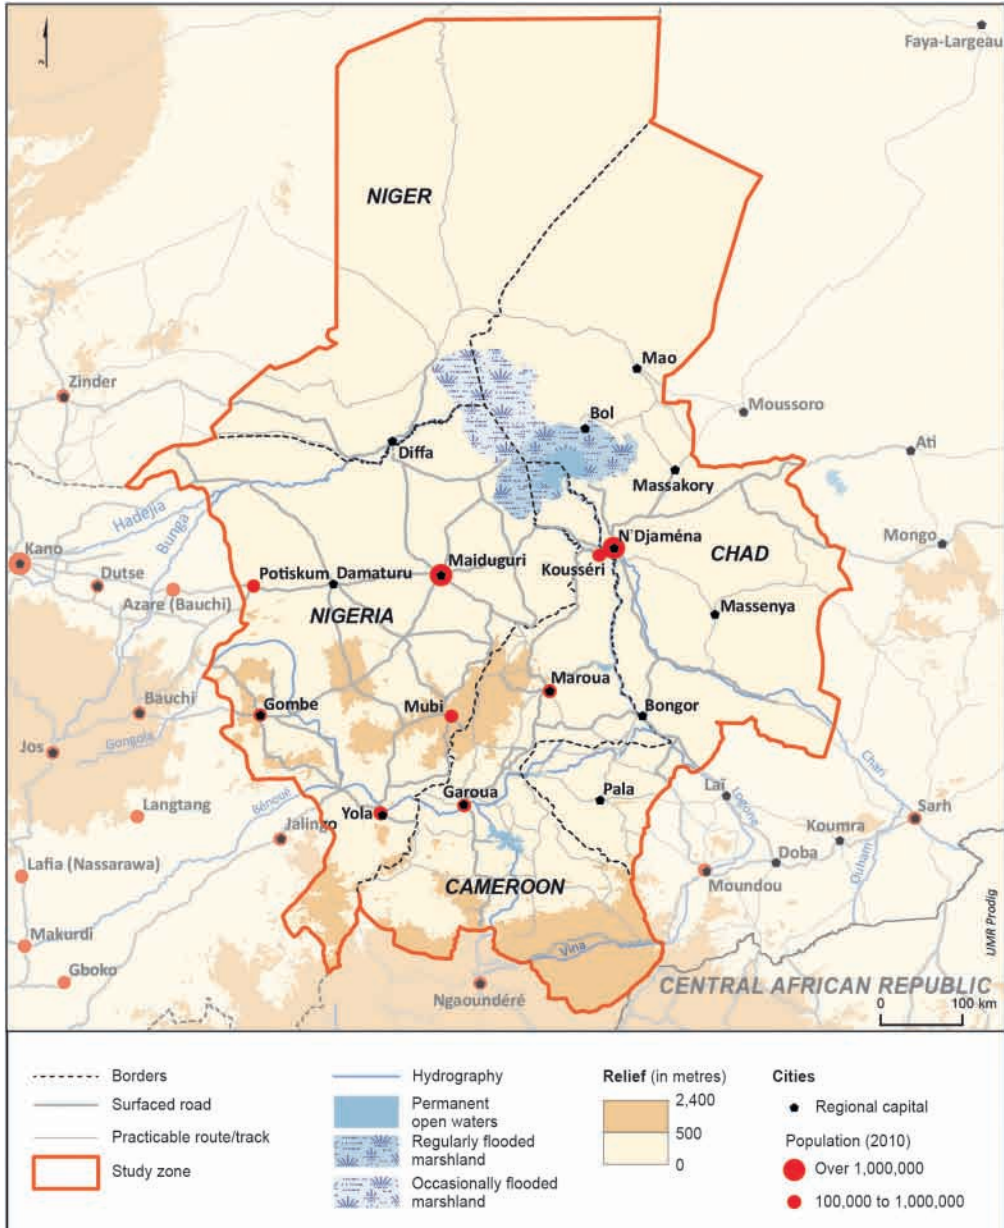 Faya-Largeau
NIGER
Mao
Zinder
Moussoro
Bol
Ati
Diffa
Massakory
Hadejia
Bunga
Mongo
N'Djaména
CHAD
Kano
Kousséri
Maiduguri
Dutse
Potiskum
Damaturu
Azare (Bauchi)
Massenya
NIGERIA
Maroua
Bauchi
Gombe
Mubi
Bongor
Jos
Gongola
Chari
Bénoué
Garoua
Pala
Laï
Logone
Langtang
Yola
Sarh
Jalingo
Koumra
Ouham
Doba
Lafia (Nassarawa)
Moundou
CAMEROON
Makurdi
Vina
UMR Prodig
Gboko
Ngaoundéré
CENTRAL AFRICAN REPUBLIC
0 100 km
Borders
Surfaced road
Practicable route/track
Study zone
Hydrography
Permanent
open waters
Regularly flooded
marshland
Occasionally flooded
marshland
Relief (in metres)
2,400
500
0
Cities
Regional capital
Population (2010)
Over 1,000,000
100,000 to 1,000,000